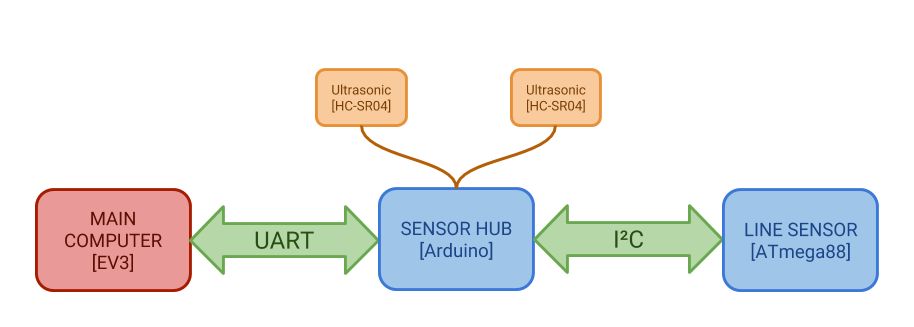 Ultrasonic
[HC-SR04]
Ultrasonic
[HC-SR04]
MAIN
COMPUTER
[EV3]
UART
SENSOR HUB
[Arduino]
I²C
LINE SENSOR
[ATmega88]